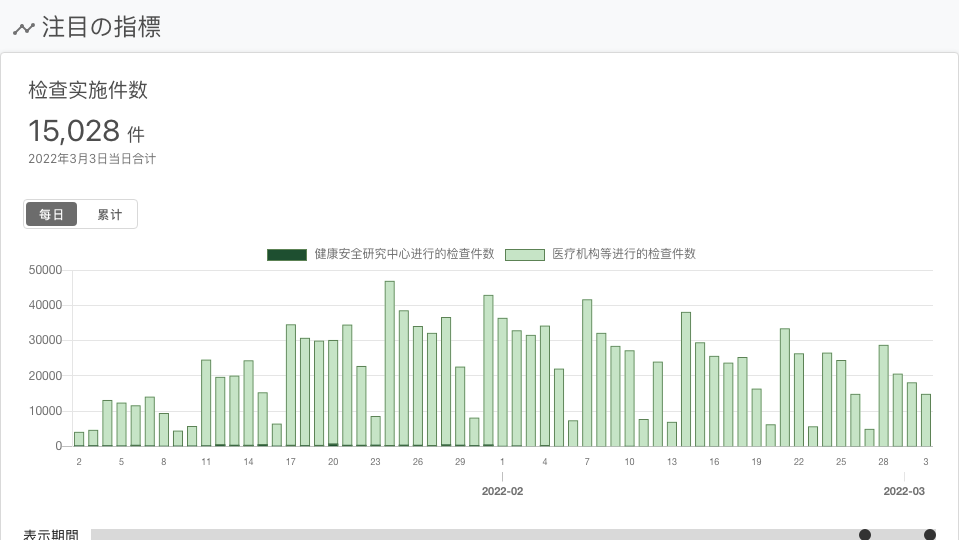 注目の指標
检查实施件数
15,028 件
2022年3月3日当日合计
每日 累计
健康安全研究中心进行的检查件数 医疗机构等进行的检查件数
50000
40000
30000
20000
10000
0
2 5 8 11 14 17 20 23 26 29 1 4 7 10 13 16 19 22 25 28 3
2022-02 2022-03
表示期間